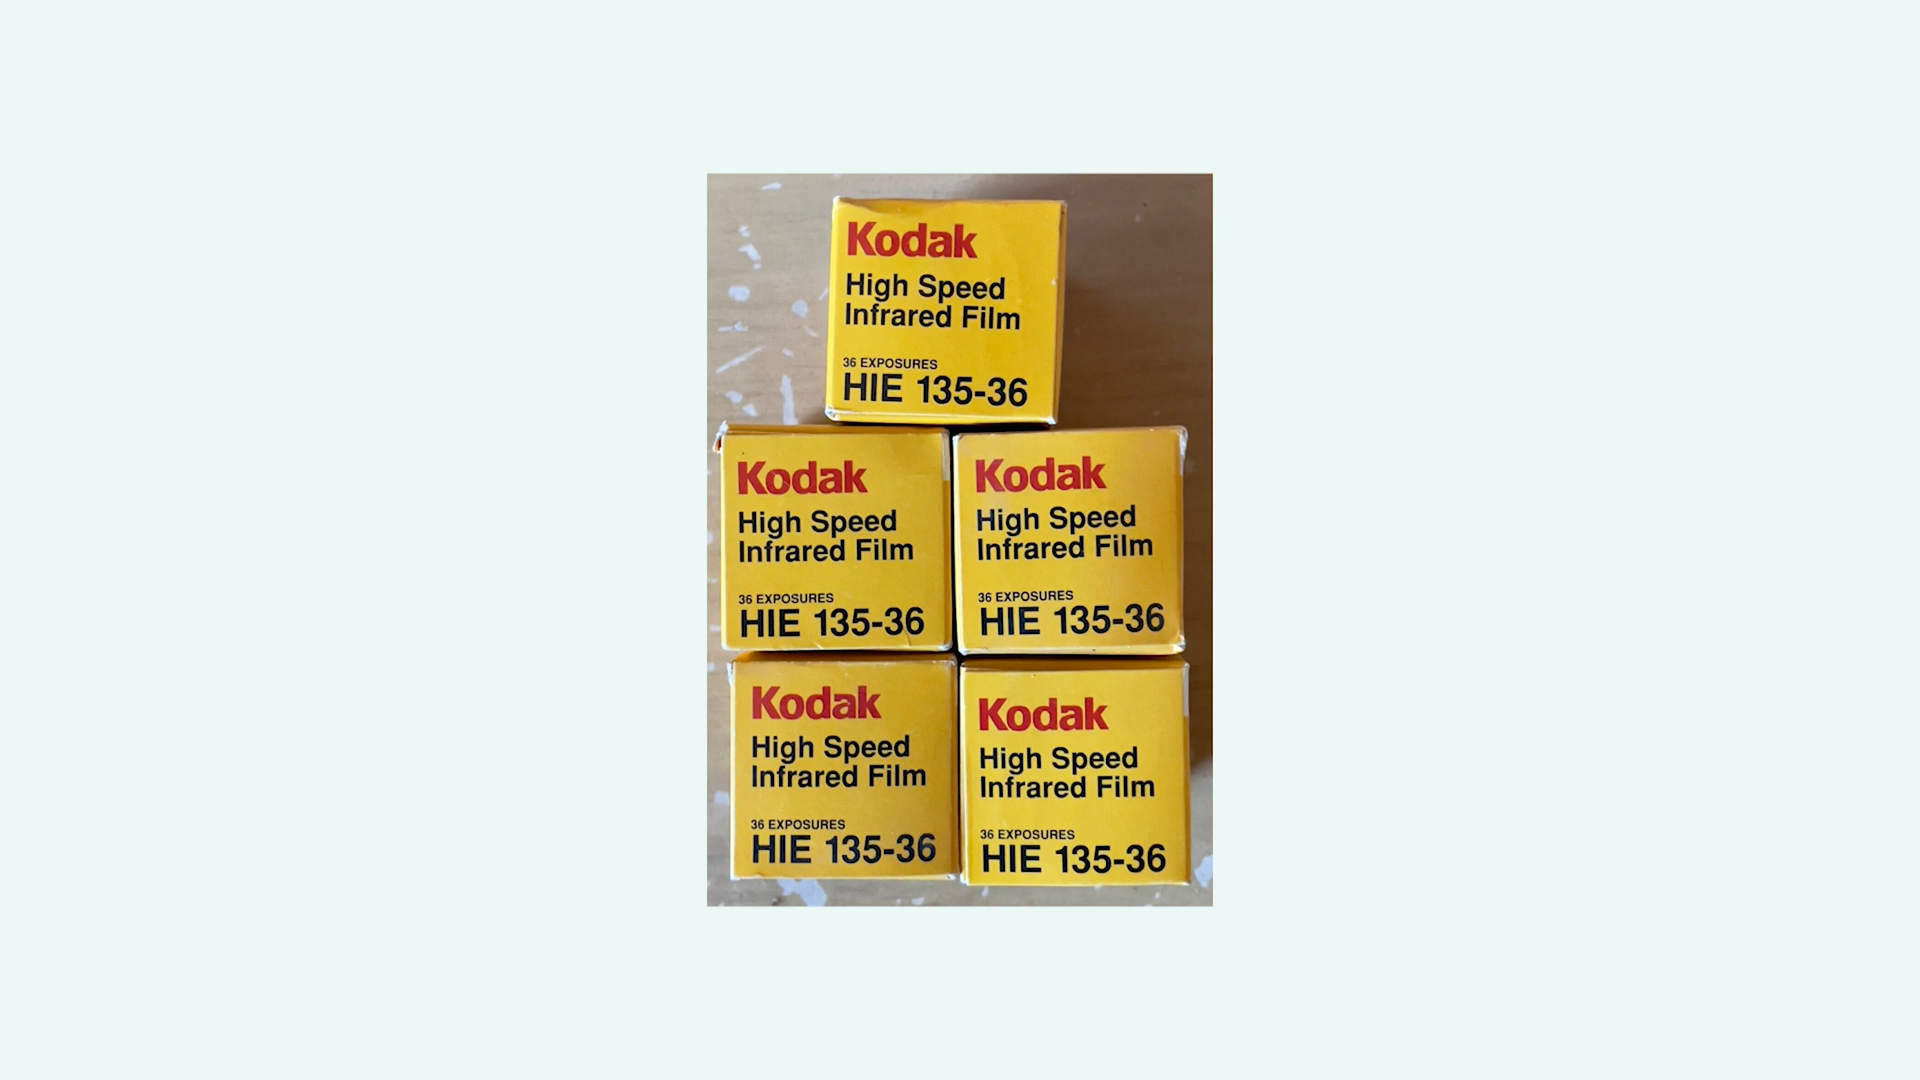 Kodak
High Speed
Infrared Film
36 EXPOSURES
HIE 135-36
Kodak
High Speed
Infrared Film
36 EXPOSURES
HIE 135-36
Kodak
High Speed
Infrared Film
36 EXPOSURES
HIE 135-36
Kodak
High Speed
Infrared Film
36 EXPOSURES
HIE 135-36
Kodak
High Speed
Infrared Film
36 EXPOSURES
HIE 135-36